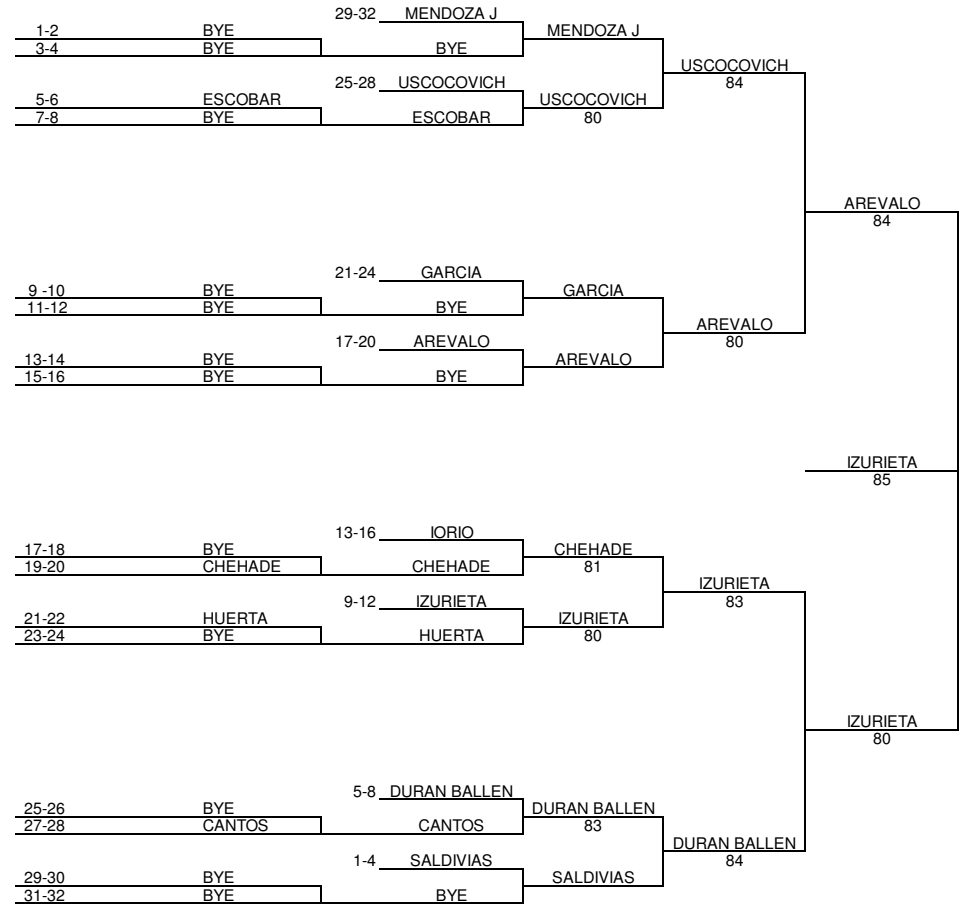 29-32 MENDOZA J
1-2 BYE MENDOZA J
3-4 BYE BYE
USCOCOVICH
25-28 USCOCOVICH 84
5-6 ESCOBAR USCOCOVICH
7-8 BYE ESCOBAR 80
AREVALO
84
21-24 GARCIA
9 -10 BYE GARCIA
11-12 BYE BYE
AREVALO
17-20 AREVALO 80
13-14 BYE AREVALO
15-16 BYE BYE
IZURIETA
85
13-16 IORIO
17-18 BYE CHEHADE
19-20 CHEHADE CHEHADE 81
IZURIETA
9-12 IZURIETA 83
21-22 HUERTA IZURIETA
23-24 BYE HUERTA 80
IZURIETA
80
5-8 DURAN BALLEN
25-26 BYE DURAN BALLEN
27-28 CANTOS CANTOS 83
DURAN BALLEN
1-4 SALDIVIAS 84
29-30 BYE SALDIVIAS
31-32 BYE BYE